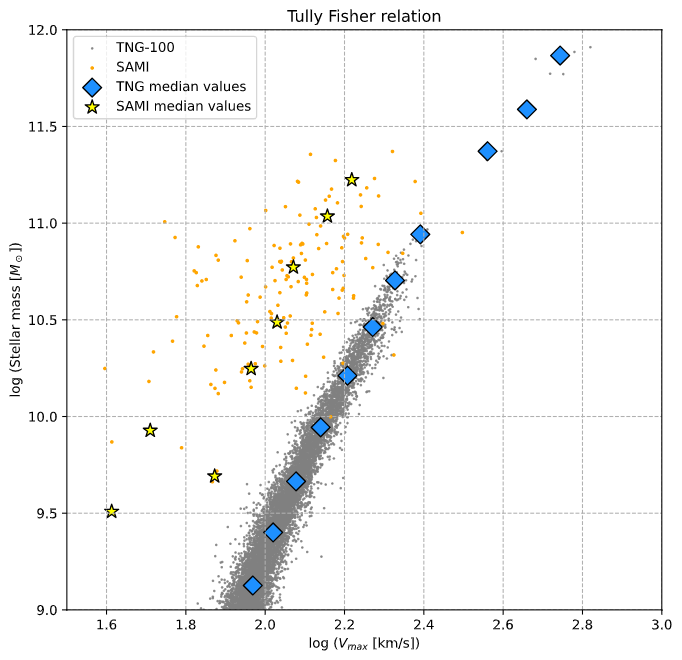 Tully Fisher relation
TNG-100
SAMI
TNG median values
SAMI median values
log (Stellar mass [M⊙])
12.0
11.5
11.0
10.5
10.0
9.5
9.0
1.6 1.8 2.0 2.2 2.4 2.6 2.8 3.0
log (Vmax [km/s])